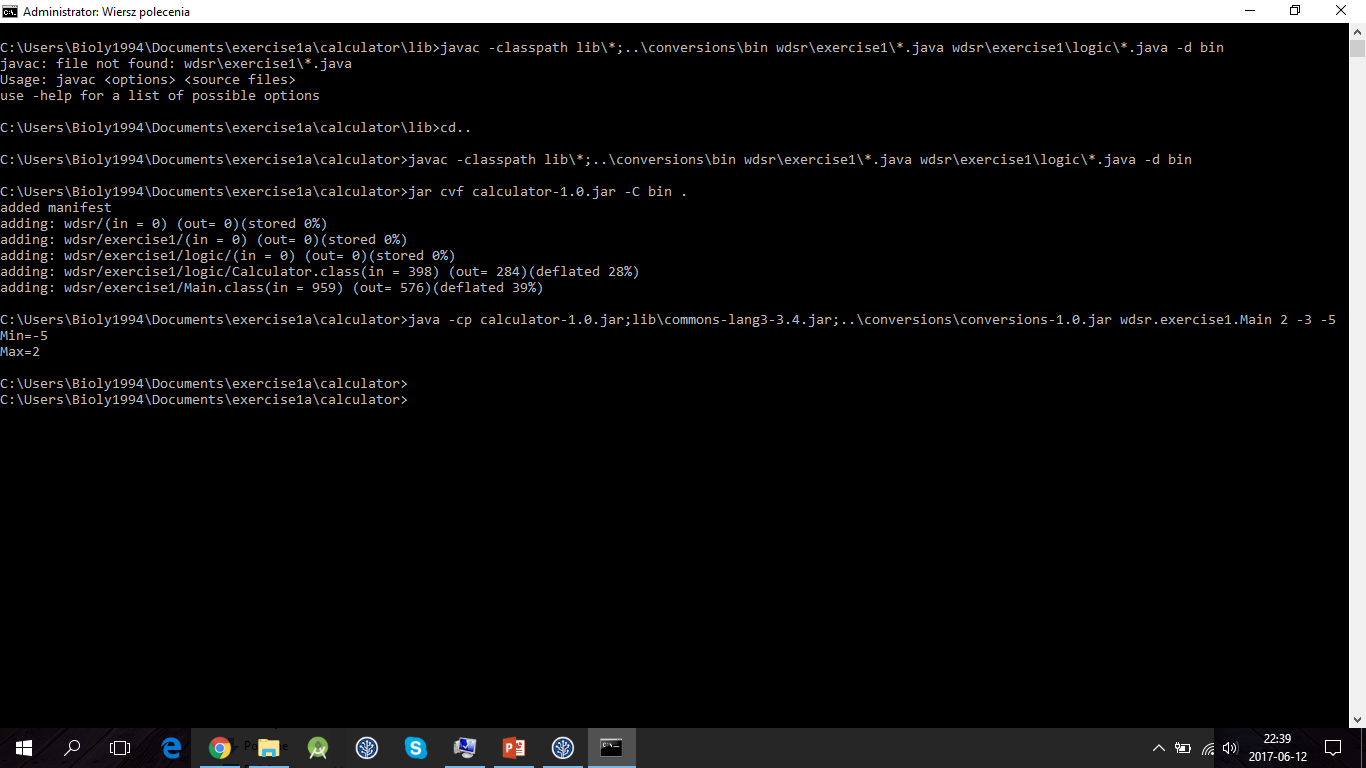 Administrator: Wiersz polecenia
C:\Users\Bioly1994\Documents\exercise1a\calculator\lib>javac -classpath lib\*;..\conversions\bin wdsr\exercise1\*.java wdsr\exercise1\logic\*.java -d bin
javac: file not found: wdsr\exercise1\*.java
Usage: javac <options> <source files>
use -help for a list of possible options
C:\Users\Bioly1994\Documents\exercise1a\calculator\lib>cd..
C:\Users\Bioly1994\Documents\exercise1a\calculator>javac -classpath lib\*;..\conversions\bin wdsr\exercise1\*.java wdsr\exercise1\logic\*.java -d bin
C:\Users\Bioly1994\Documents\exercise1a\calculator>jar cvf calculator-1.0.jar -C bin .
added manifest
adding: wdsr/(in = 0) (out= 0)(stored 0%)
adding: wdsr/exercise1/(in = 0) (out= 0)(stored 0%)
adding: wdsr/exercise1/logic/(in = 0) (out= 0)(stored 0%)
adding: wdsr/exercise1/logic/Calculator.class(in = 398) (out= 284)(deflated 28%)
adding: wdsr/exercise1/Main.class(in = 959) (out= 576)(deflated 39%)
C:\Users\Bioly1994\Documents\exercise1a\calculator>java -cp calculator-1.0.jar;lib\commons-lang3-3.4.jar;..\conversions\conversions-1.0.jar wdsr.exercise1.Main 2 -3 -5
Min=-5
Max=2
C:\Users\Bioly1994\Documents\exercise1a\calculator>
C:\Users\Bioly1994\Documents\exercise1a\calculator>
22:39
2017-06-12